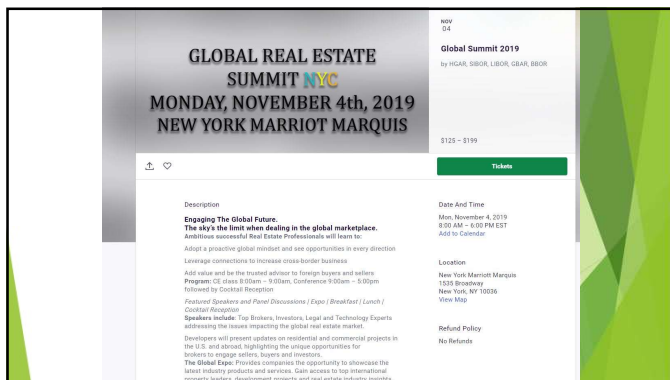 GLOBAL REAL ESTATE
SUMMIT NYC
MONDAY, NOVEMBER 4th, 2019
NEW YORK MARRIOT MARQUIS
NOV
04
Global Summit 2019
by HGAR, SIBOR, LIBOR, GBAR, BBOR
$125 – $199
Tickets
Description
Engaging The Global Future.
The sky's the limit when dealing in the global marketplace.
Ambitious successful Real Estate Professionals will learn to:
Adopt a proactive global mindset and see opportunities in every direction
Leverage connections to increase cross-border business
Add value and be the trusted advisor to foreign buyers and sellers
Program: CE class 8:00am – 9:00am, Conference 9:00am – 5:00pm
followed by Cocktail Reception
Featured Speakers and Panel Discussions | Expo | Breakfast | Lunch |
Cocktail Reception
Speakers include: Top Brokers, Investors, Legal and Technology Experts
addressing the issues impacting the global real estate market.
Developers will present updates on residential and commercial projects in
the U.S. and abroad, highlighting the unique opportunities for
brokers to engage sellers, buyers and investors.
The Global Expo: Provides companies the opportunity to showcase the
latest industry products and services. Gain access to top international
property leaders, development projects and real estate industry insights
Date And Time
Mon, November 4, 2019
8:00 AM – 6:00 PM EST
Add to Calendar
Location
New York Marriott Marquis
1535 Broadway
New York, NY 10036
View Map
Refund Policy
No Refunds